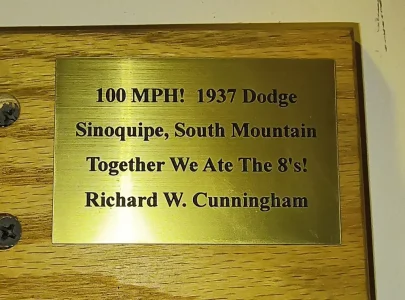 100 MPH! 1937 Dodge
Sinoquipe, South Mountain
Together We Ate The 8's!
Richard W. Cunningham